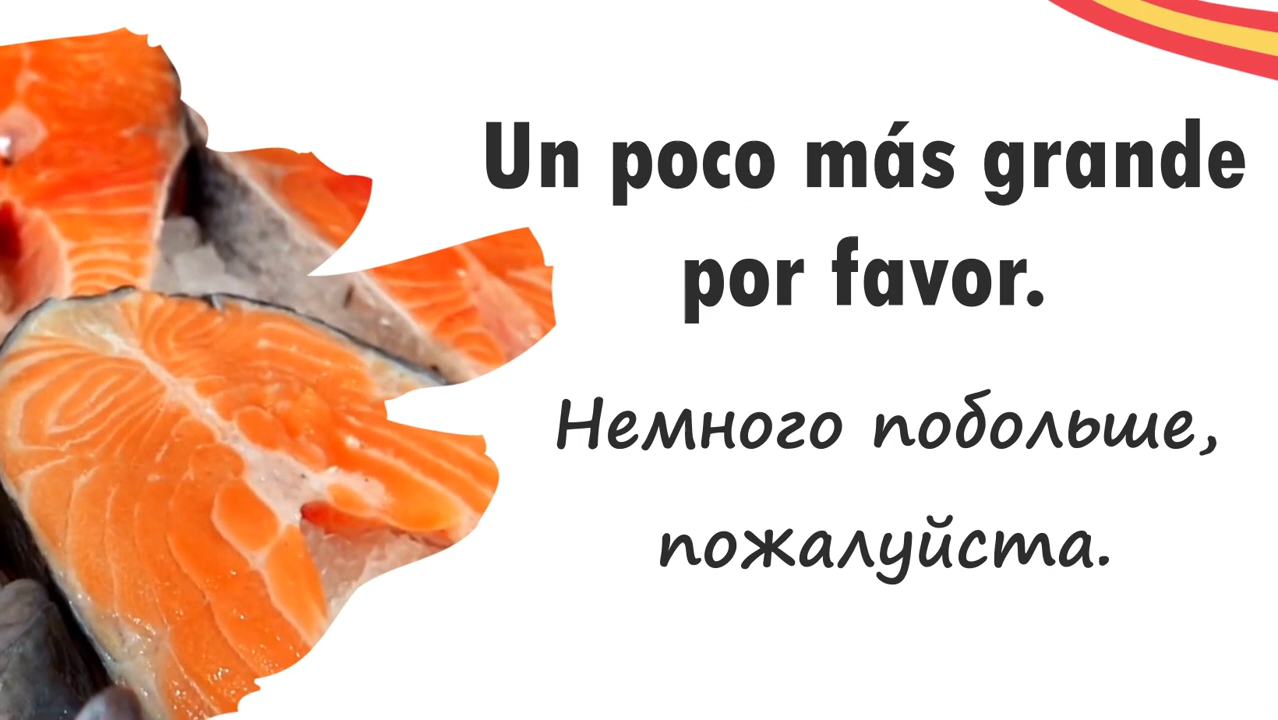 Un poco más grande
por favor.
Немного побольше,
пожалуйста.